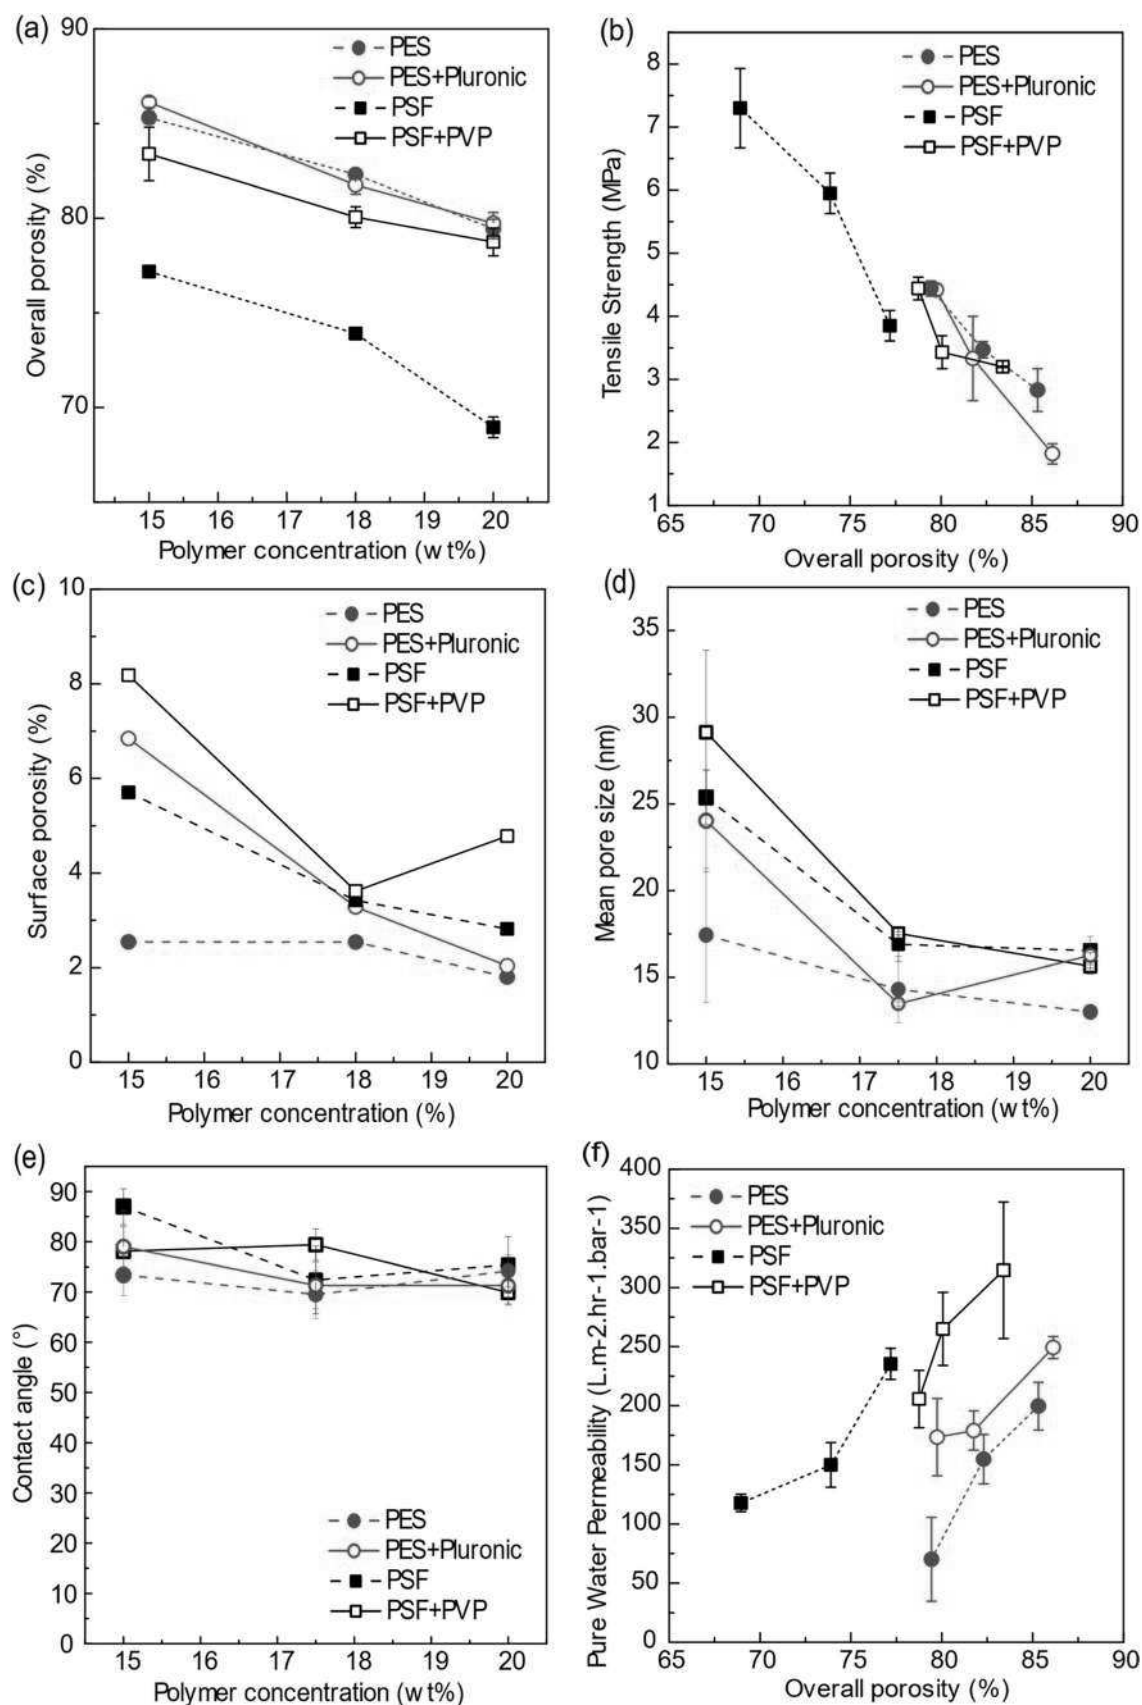 (a)
90
80
70
Overall porosity (%)
PES
PES+Pluronic
PSF
PSF+PVP
15 16 17 18 19 20
Polymer concentration (wt%)
(b)
8
7
6
5
4
3
2
1
Tensile Strength (MPa)
PES
PES+Pluronic
PSF
PSF+PVP
65 70 75 80 85 90
Overall porosity (%)
(c)
10
8
6
4
2
0
Surface porosity (%)
PES
PES+Pluronic
PSF
PSF+PVP
15 16 17 18 19 20
Polymer concentration (%)
(d)
35
30
25
20
15
10
Mean pore size (nm)
PES
PES+Pluronic
PSF
PSF+PVP
15 16 17 18 19 20
Polymer concentration (wt%)
(e)
90
80
70
60
50
40
30
20
10
0
Contact angle (°)
PES
PES+Pluronic
PSF
PSF+PVP
15 16 17 18 19 20
Polymer concentration (wt%)
(f)
400
350
300
250
200
150
100
50
0
Pure Water Permeability (L.m-2.hr-1.bar-1)
PES
PES+Pluronic
PSF
PSF+PVP
65 70 75 80 85 90
Overall porosity (%)